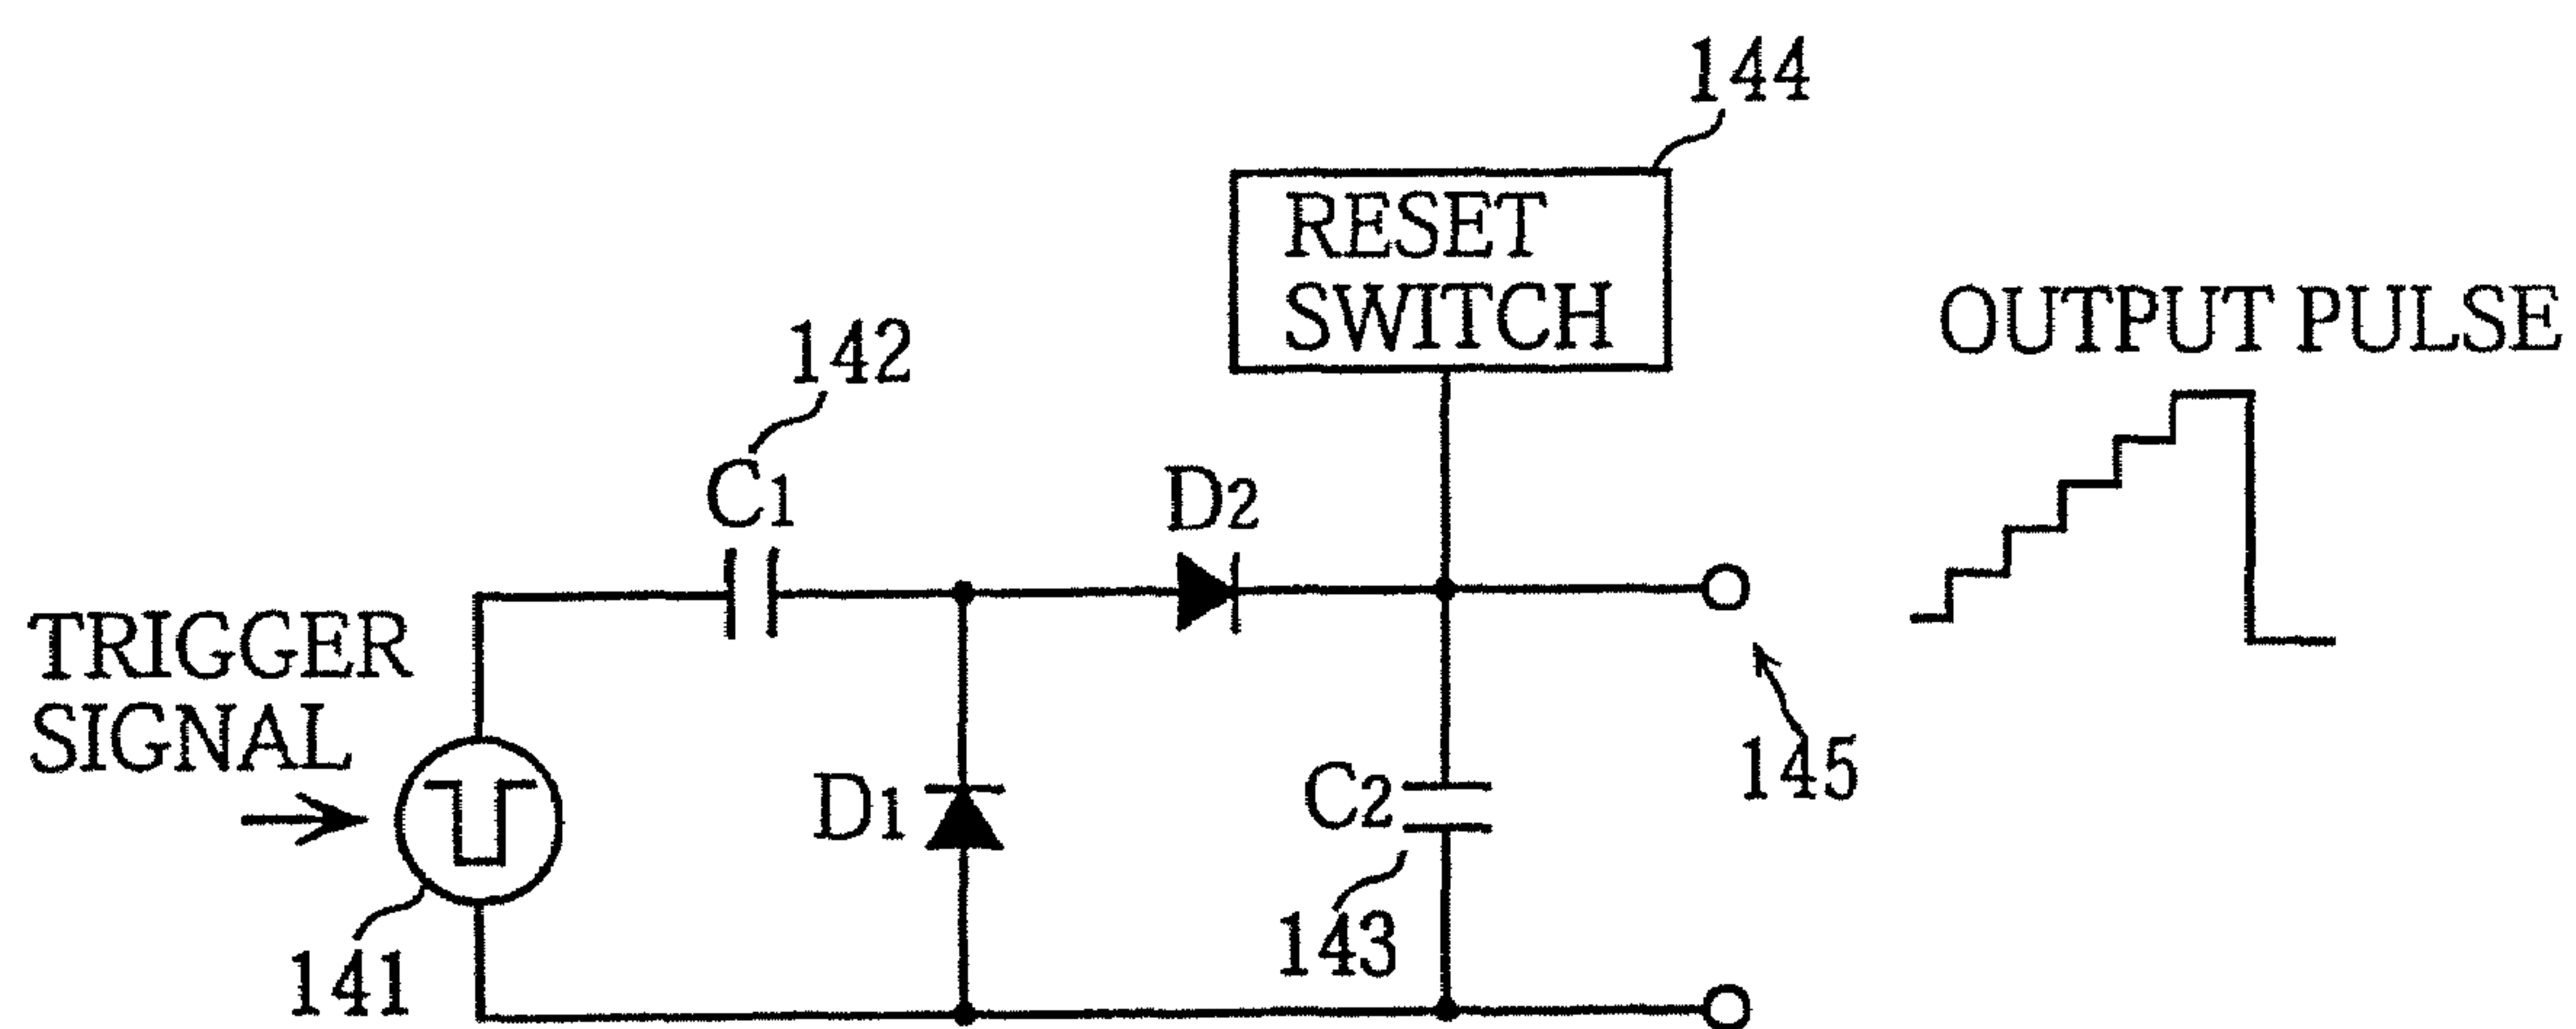 144
RESET
SWITCH
OUTPUT PULSE
142
C1
D2
TRIGGER
SIGNAL
D1
C2
145
143
141